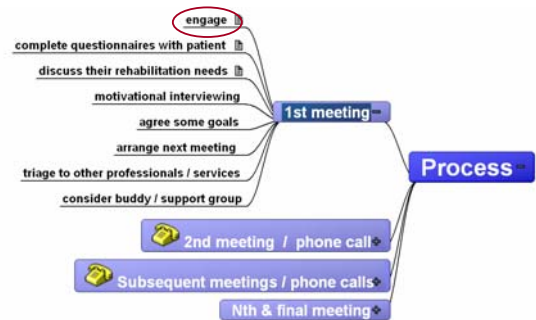 engage
complete questionnaires with patient
discuss their rehabilitation needs
motivational interviewing
agree some goals
arrange next meeting
triage to other professionals / services
consider buddy / support group
1st meeting
Process
2nd meeting / phone call
Subsequent meetings / phone calls
Nth & final meeting